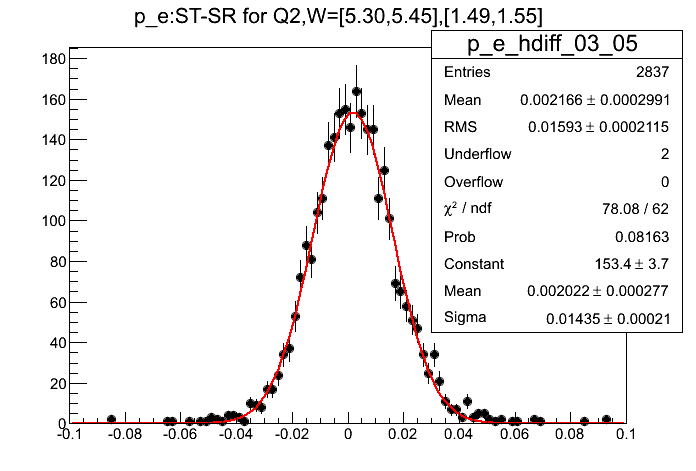 p_e:ST-SR for Q2,W=[5.30,5.45],[1.49,1.55]
p_e_hdiff_03_05
Entries 2837
Mean 0.002166 ± 0.0002991
RMS 0.01593 ± 0.0002115
Underflow 2
Overflow 0
χ² / ndf 78.08 / 62
Prob 0.08163
Constant 153.4 ± 3.7
Mean 0.002022 ± 0.000277
Sigma 0.01435 ± 0.00021
180
160
140
120
100
80
60
40
20
0
-0.1 -0.08 -0.06 -0.04 -0.02 0 0.02 0.04 0.06 0.08 0.1